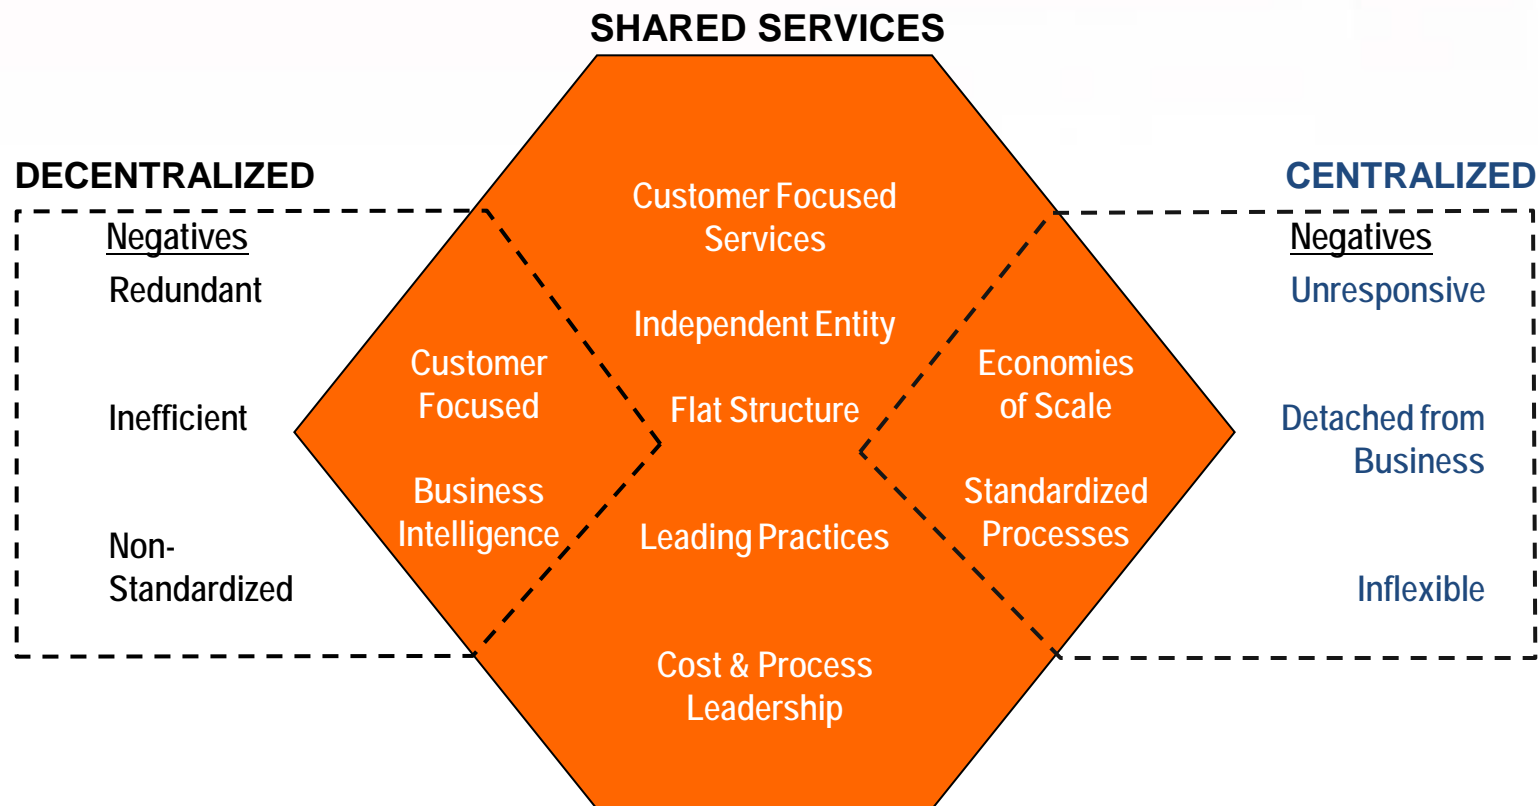 SHARED SERVICES
DECENTRALIZED
Negatives
Redundant
Inefficient
Non-
Standardized
Customer
Focused
Business
Intelligence
Customer Focused
Services
Independent Entity
Flat Structure
Leading Practices
Cost & Process
Leadership
Economies
of Scale
Standardized
Processes
CENTRALIZED
Negatives
Unresponsive
Detached from
Business
Inflexible